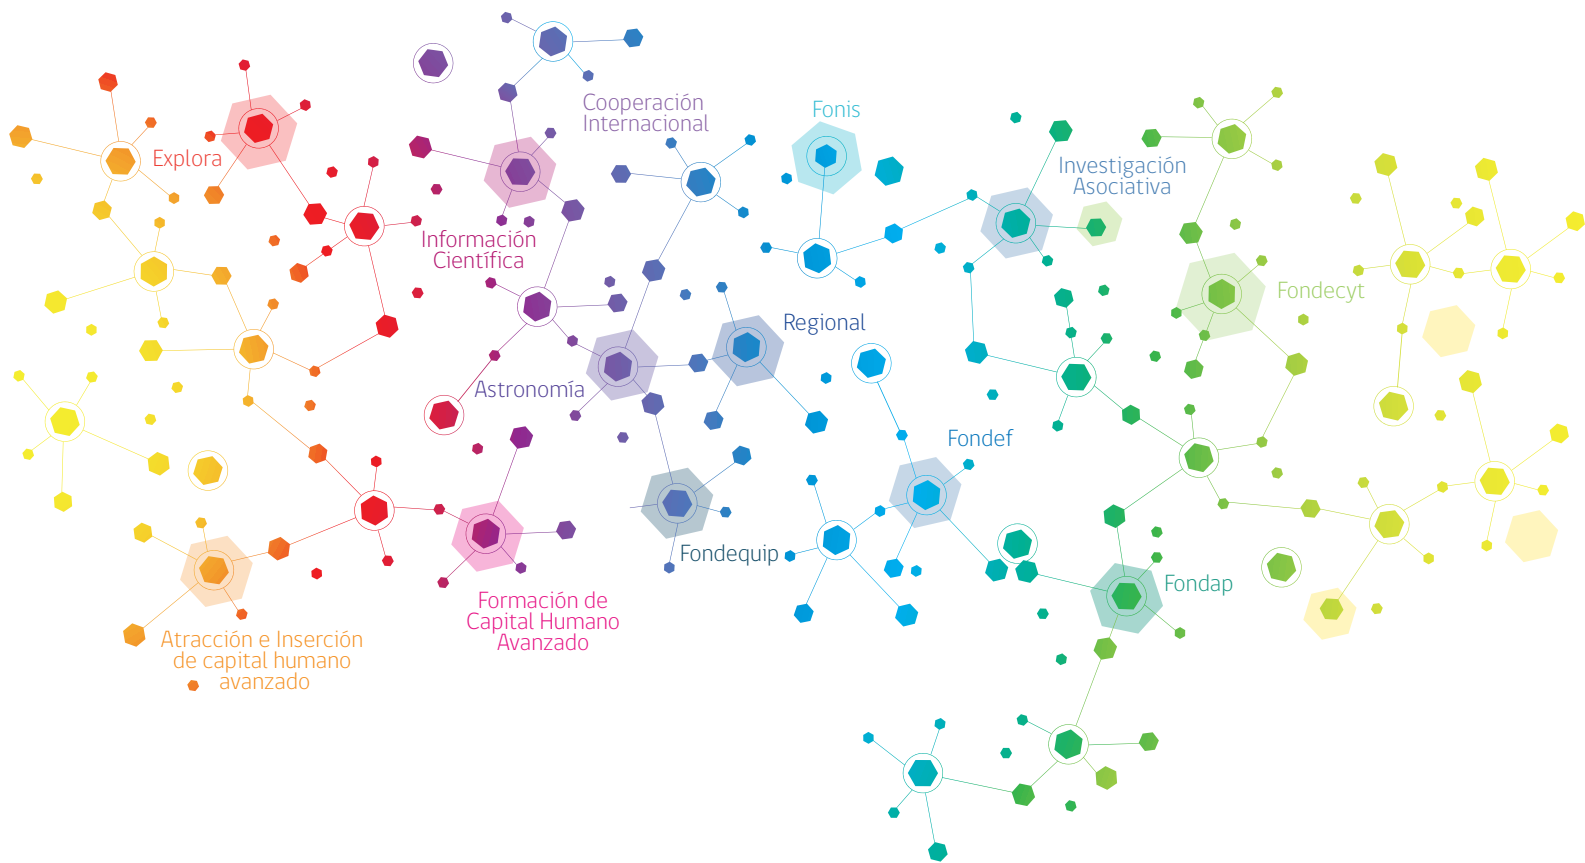 Cooperación
Internacional
Fonis
Explora
Investigación
Asociativa
Información
Científica
Fondecyt
Regional
Astronomía
Fondef
Fondequip
Fondap
Formación de
Capital Humano
Avanzado
Atracción e Inserción
de capital humano
avanzado